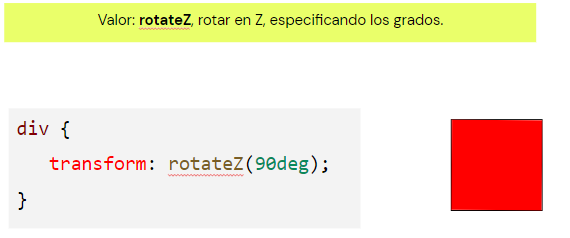 Valor: rotateZ, rotar en Z, especificando los grados.
div {
   transform: rotateZ(90deg);
}